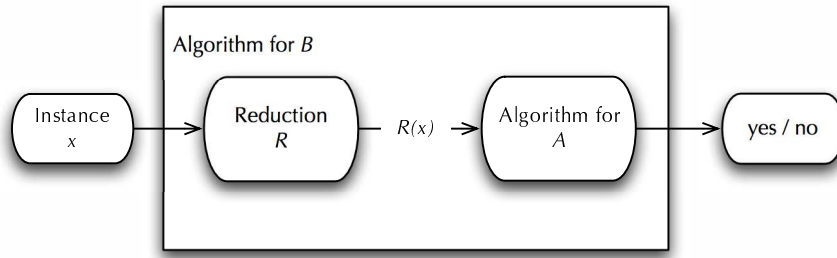 Algorithm for B
Instance
x
Reduction
R
R(x)
Algorithm for
A
yes / no